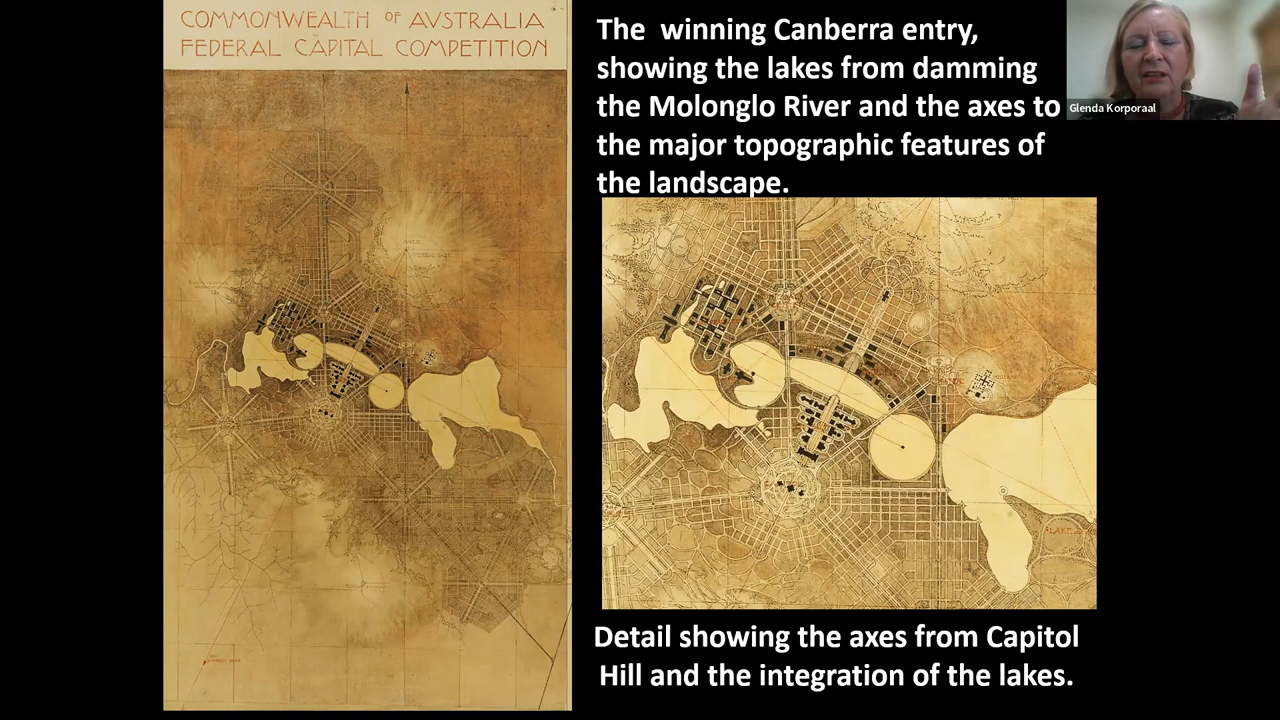 COMMONWEALTH OF AVSTRALIA
FEDERAL CAPITAL COMPETITION
The winning Canberra entry,
showing the lakes from damming
the Molonglo River and the axes to
the major topographic features of
the landscape.
Glenda Korporaal
Detail showing the axes from Capitol
Hill and the integration of the lakes.